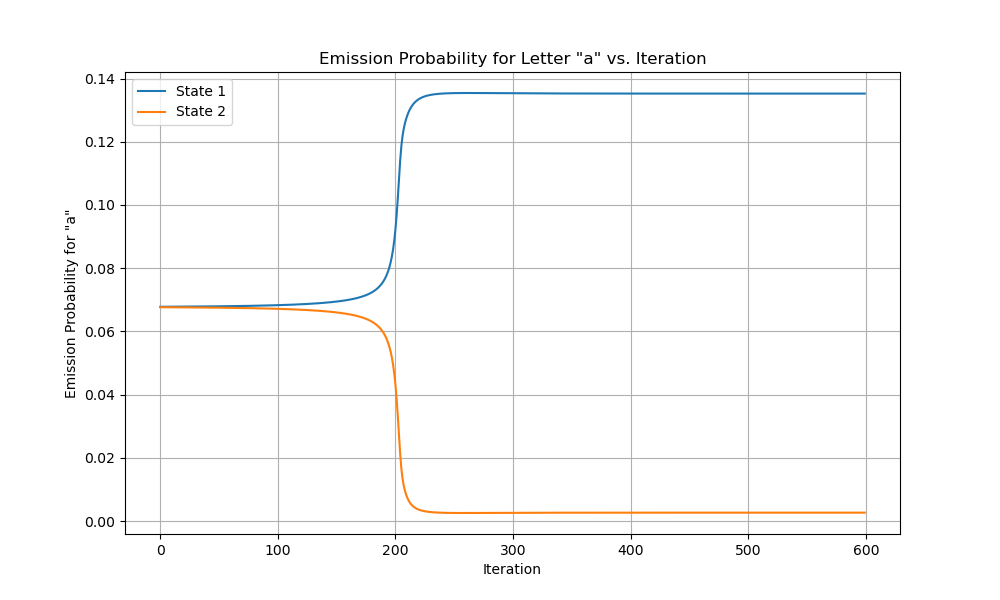 Emission Probability for Letter "a" vs. Iteration
State 1
State 2
0.14
0.12
0.10
0.08
0.06
0.04
0.02
0.00
Emission Probability for "a"
0 100 200 300 400 500 600
Iteration